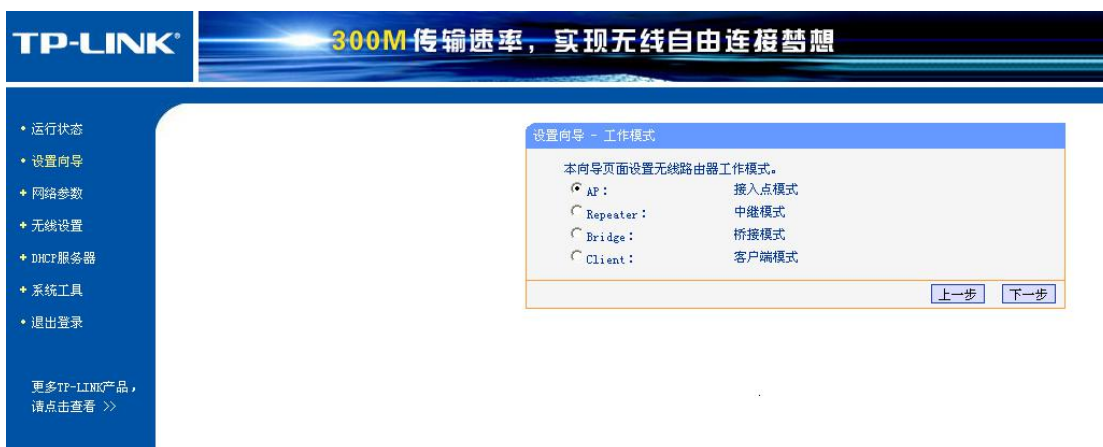 TP-LINK®
300M传输速率，实现无线自由连接梦想
• 运行状态
• 设置向导
+ 网络参数
+ 无线设置
+ DHCP服务器
+ 系统工具
• 退出登录
更多TP-LINK产品，
请点击查看 >>
设置向导 - 工作模式
本向导页面设置无线路由器工作模式。
AP： 接入点模式
Repeater： 中继模式
Bridge： 桥接模式
Client： 客户端模式
上一步 下一步